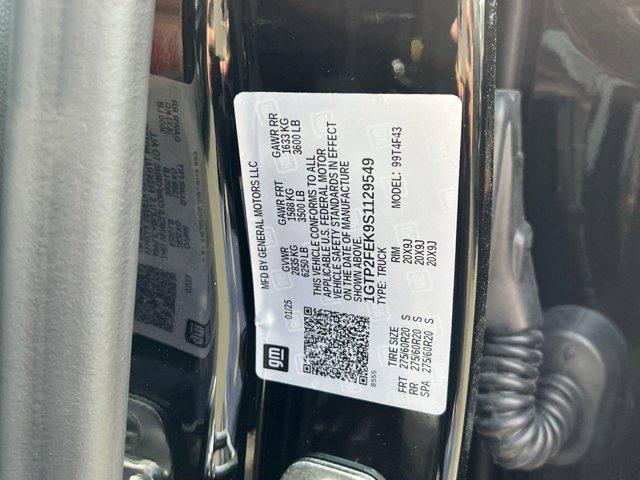 MFD BY GENERAL MOTORS LLC
gm
01/25
GVWR GAWR FRT GAWR RR
2835 KG 1588 KG 1633 KG
6250 LB 3500 LB 3600 LB
THIS VEHICLE CONFORMS TO ALL
APPLICABLE U.S. FEDERAL MOTOR
VEHICLE SAFETY STANDARDS IN EFFECT
ON THE DATE OF MANUFACTURE
SHOWN ABOVE.
1GTP2FEK9S1129549
TYPE: TRUCK MODEL: 99T4F43
8555
TIRE SIZE RIM
FRT 275/60R20 S 20X9J
RR 275/60R20 S 20X9J
SPA 275/60R20 S 20X9J